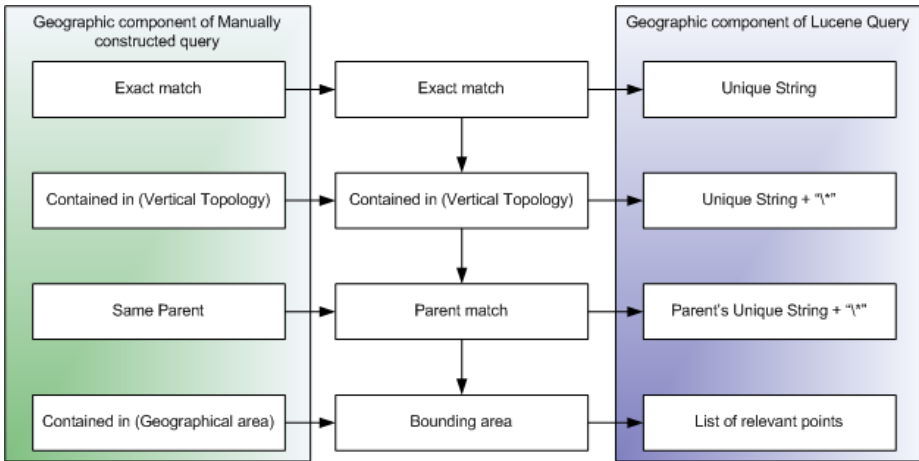 Geographic component of Manually
constructed query
Geographic component of Lucene Query
Exact match
Exact match
Unique String
Contained in (Vertical Topology)
Contained in (Vertical Topology)
Unique String + “\*”
Same Parent
Parent match
Parent's Unique String + “\*”
Contained in (Geographical area)
Bounding area
List of relevant points